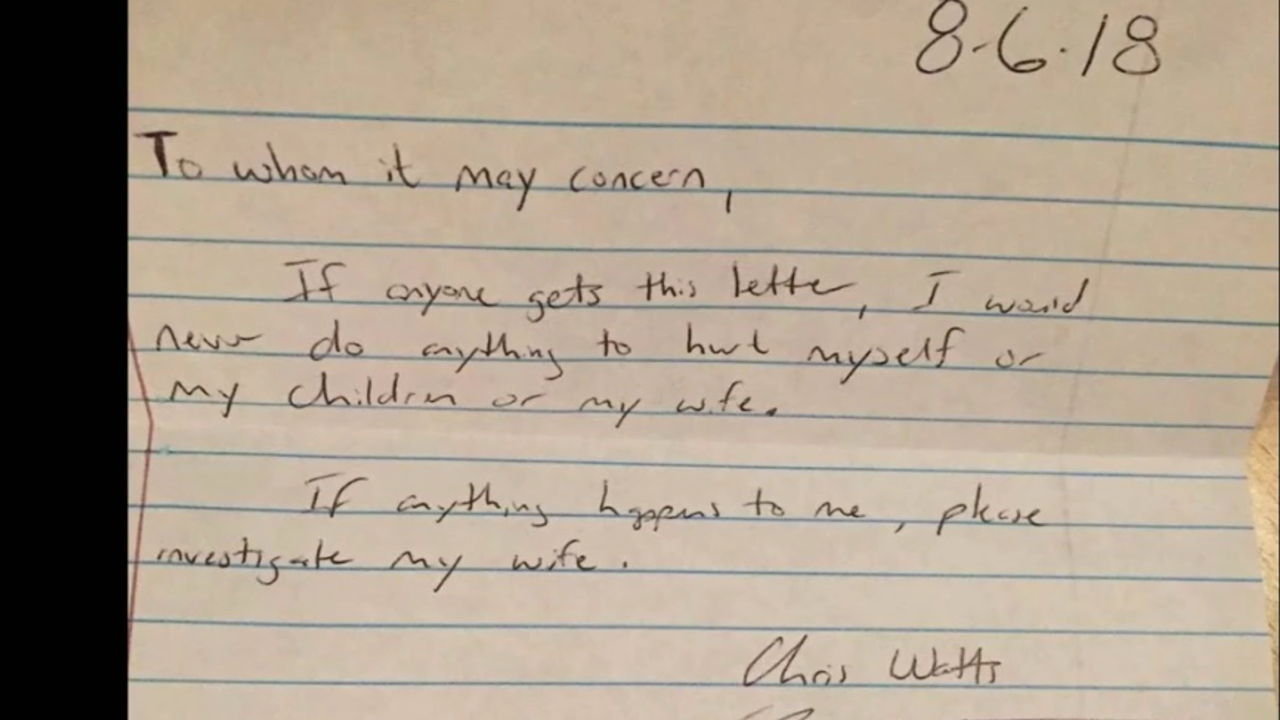 8-6-18
To whom it may concern,
If anyone gets this letter, I would
never do anything to hurt myself or
my children or my wife.
If anything happens to me, please
investigate my wife.
Chris Watts